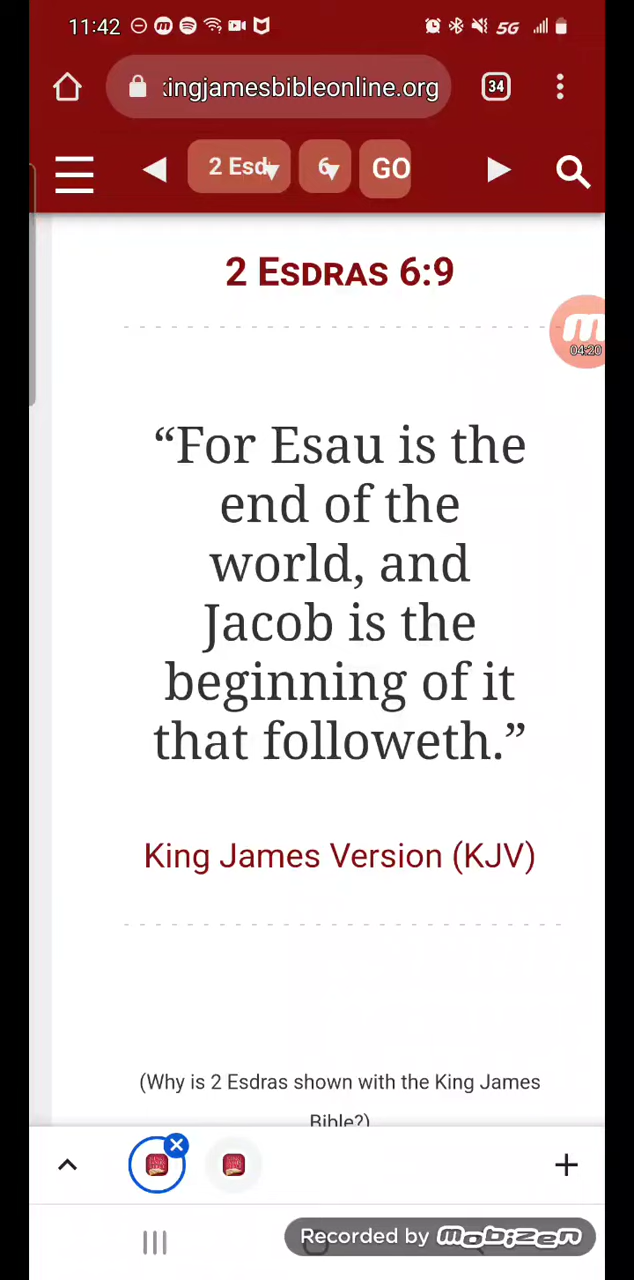 11:42
5G
:ingjamesbibleonline.org
34
2 Esd
6
GO
2 ESDRAS 6:9
04:20
“For Esau is the
end of the
world, and
Jacob is the
beginning of it
that followeth.”
King James Version (KJV)
(Why is 2 Esdras shown with the King James
Bible?)
Recorded by mobizen